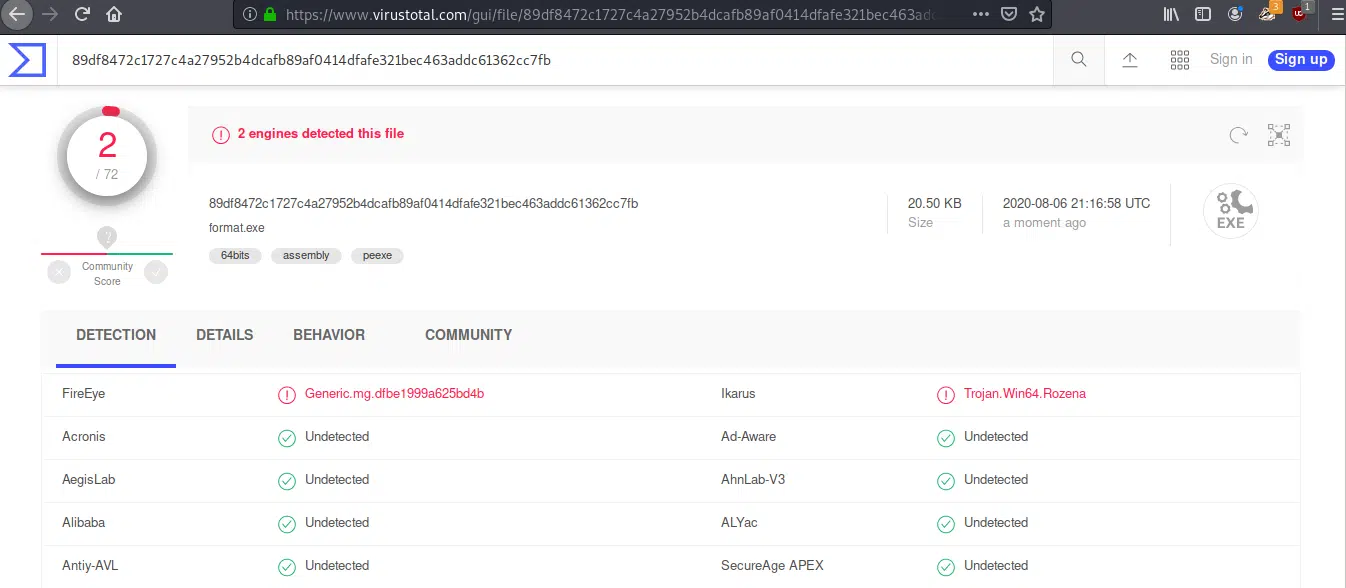 https://www.virustotal.com/gui/file/89df8472c1727c4a27952b4dcafb89af0414dfafe321bec463adc
3
1
89df8472c1727c4a27952b4dcafb89af0414dfafe321bec463addc61362cc7fb
Sign in
Sign up
2
/ 72
?
Community
Score
2 engines detected this file
89df8472c1727c4a27952b4dcafb89af0414dfafe321bec463addc61362cc7fb
format.exe
64bits assembly peexe
20.50 KB
Size
2020-08-06 21:16:58 UTC
a moment ago
EXE
DETECTION DETAILS BEHAVIOR COMMUNITY
FireEye Generic.mg.dfbe1999a625bd4b Ikarus Trojan.Win64.Rozena
Acronis Undetected Ad-Aware Undetected
AegisLab Undetected AhnLab-V3 Undetected
Alibaba Undetected ALYac Undetected
Antiy-AVL Undetected SecureAge APEX Undetected